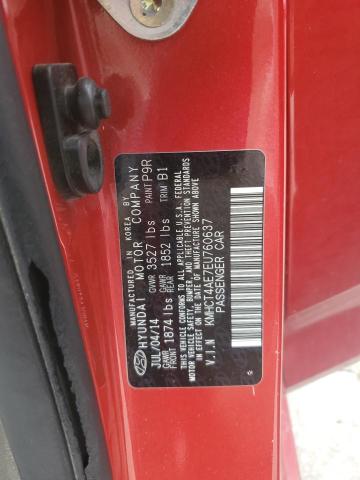 MANUFACTURED IN KOREA BY
HYUNDAI MOTOR COMPANY
JUL/04/14 GVWR 3527 lbs PAINT P9R
GAWR FRONT 1874 lbs GAWR REAR 1852 lbs TRIM B1
THIS VEHICLE CONFORMS TO ALL APPLICABLE U.S.A. FEDERAL
MOTOR VEHICLE SAFETY, BUMPER, AND THEFT PREVENTION STANDARDS
IN EFFECT ON THE DATE OF MANUFACTURE SHOWN ABOVE.
V.I.N KMHCT4AE7EU760637
PASSENGER CAR